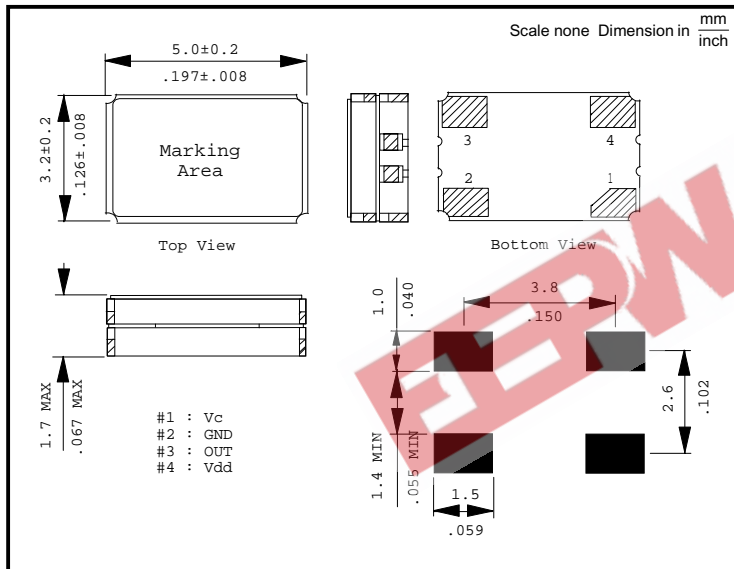 Scale none Dimension in mm/inch
5.0±0.2
.197±.008
3.2±0.2
.126±.008
Marking
Area
Top View
3
4
2
1
Bottom View
1.7 MAX
.067 MAX
#1 : Vc
#2 : GND
#3 : OUT
#4 : Vdd
3.8
.150
1.0
.040
2.6
.102
1.4 MIN
.055 MIN
1.5
.059
EEPW